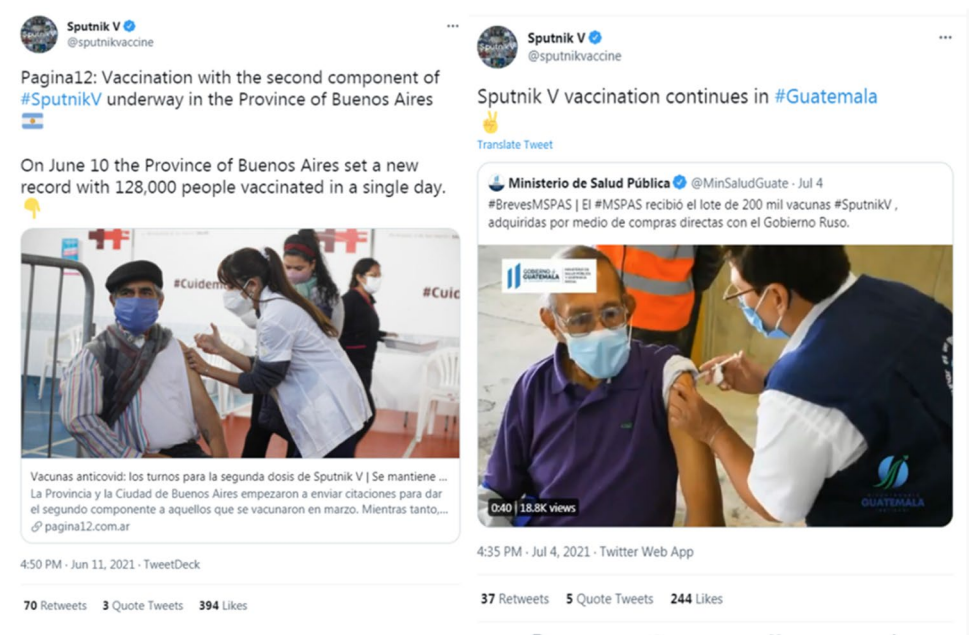 Sputnik V
@sputnikvaccine
Pagina12: Vaccination with the second component of
#SputnikV underway in the Province of Buenos Aires
On June 10 the Province of Buenos Aires set a new
record with 128,000 people vaccinated in a single day.
#Cuidem
#Cuid
Vacunas anticovid: los turnos para la segunda dosis de Sputnik V | Se mantiene ...
La Provincia y la Ciudad de Buenos Aires empezaron a enviar citaciones para dar
el segundo componente a aquellos que se vacunaron en marzo. Mientras tanto,...
pagina12.com.ar
4:50 PM · Jun 11, 2021 · TweetDeck
70 Retweets 3 Quote Tweets 394 Likes
Sputnik V
@sputnikvaccine
Sputnik V vaccination continues in #Guatemala
Translate Tweet
Ministerio de Salud Pública @MinSaludGuate · Jul 4
#BrevesMSPAS | El #MSPAS recibió el lote de 200 mil vacunas #SputnikV ,
adquiridas por medio de compras directas con el Gobierno Ruso.
GOBIERNO de
GUATEMALA
GUATEMALA
0:40 18.8K views
4:35 PM · Jul 4, 2021 · Twitter Web App
37 Retweets 5 Quote Tweets 244 Likes